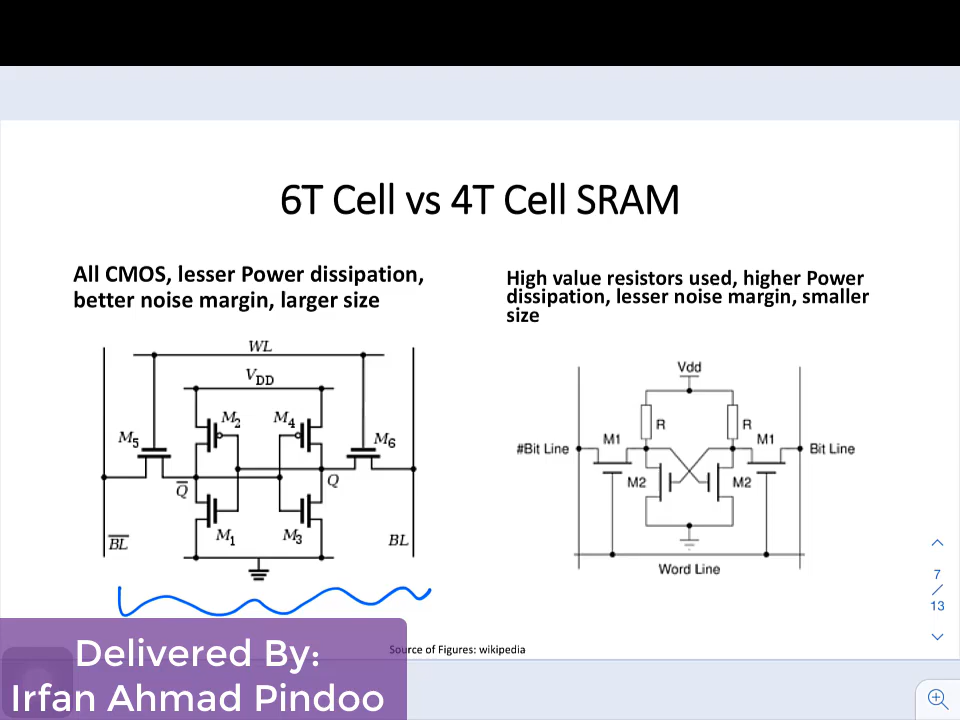 6T Cell vs 4T Cell SRAM
All CMOS, lesser Power dissipation,
better noise margin, larger size
High value resistors used, higher Power
dissipation, lesser noise margin, smaller
size
WL
VDD
M2
M4
M5
M6
Q
Q
M1
M3
BL
BL
Vdd
R
R
M1
M1
#Bit Line
Bit Line
M2
M2
Word Line
7
/
13
Source of Figures: wikipedia
Delivered By:
Irfan Ahmad Pindoo